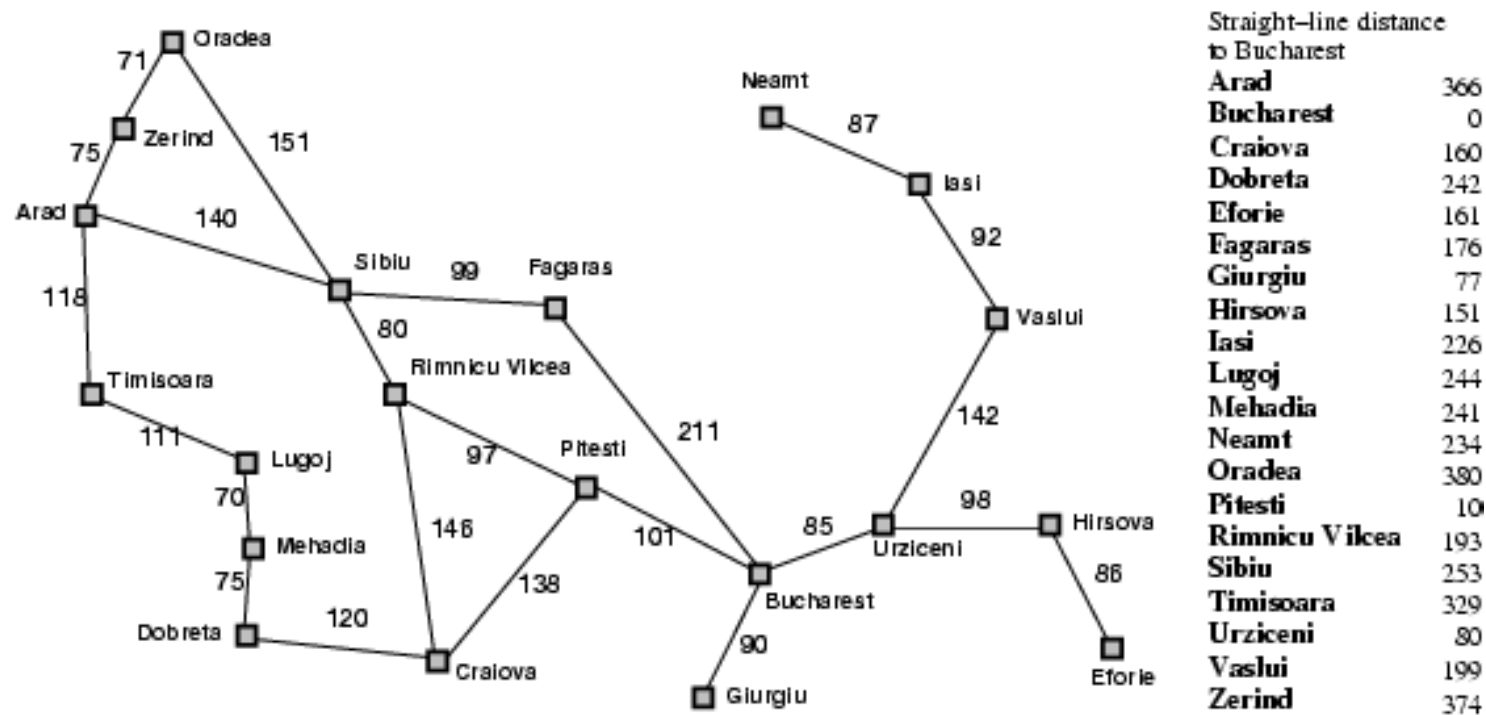 Oradea
71
Neamt
87
Zerind
151
75
Iasi
Arad
140
92
Sibiu
99
Fagaras
118
80
Vaslui
Rimnicu Vilcea
Timisoara
142
111
211
Lugoj
97
Pitesti
70
98
146
101
85
Hirsova
Mehadia
Urziceni
75
138
86
120
Bucharest
Dobreta
90
Craiova
Eforie
Giurgiu
Straight–line distance
to Bucharest
Arad 366
Bucharest 0
Craiova 160
Dobreta 242
Eforie 161
Fagaras 176
Giurgiu 77
Hirsova 151
Iasi 226
Lugoj 244
Mehadia 241
Neamt 234
Oradea 380
Pitesti 10
Rimnicu Vilcea 193
Sibiu 253
Timisoara 329
Urziceni 80
Vaslui 199
Zerind 374